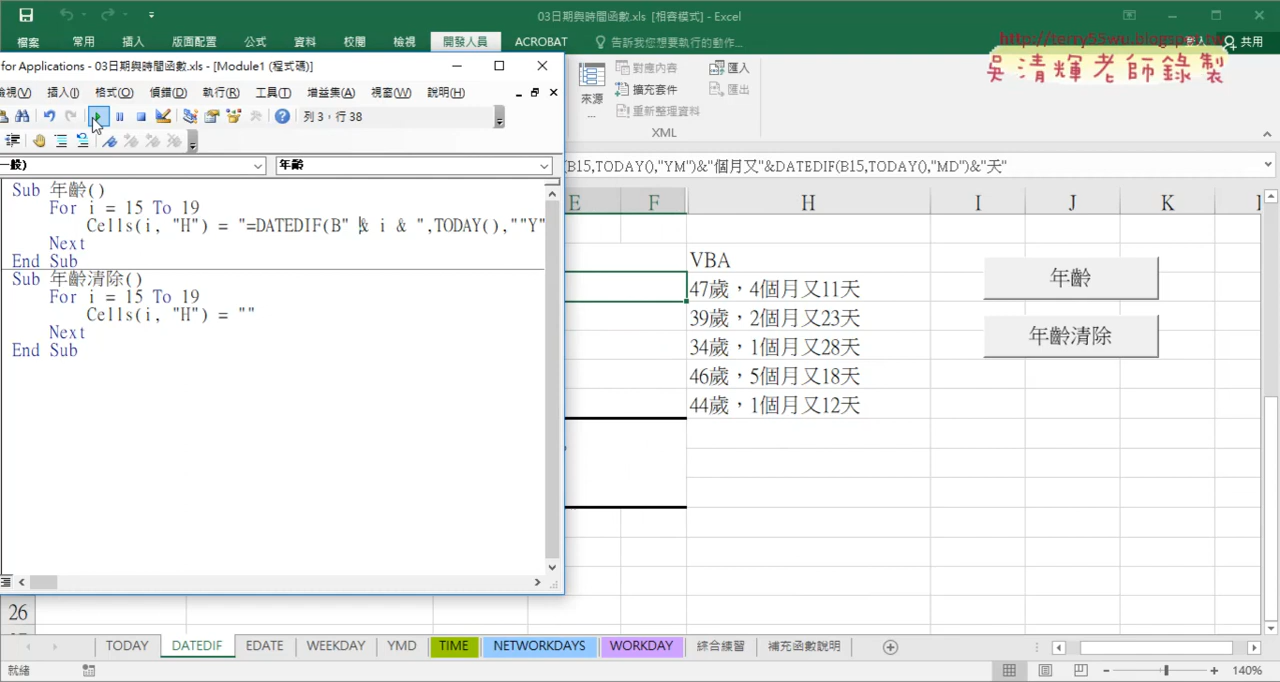 03日期與時間函數.xls [相容模式] - Excel
檔案 常用 插入 版面配置 公式 資料 校閱 檢視 開發人員 ACROBAT 告訴我您想要執行的動作... 共用
http://terry55wu.blogspot.tw
吳清輝老師錄製
for Applications - 03日期與時間函數.xls - [Module1 (程式碼)]
檢視(V) 插入(I) 格式(O) 偵錯(D) 執行(R) 工具(T) 增益集(A) 視窗(W) 說明(H)
列 3，行 38
來源
...
對應內容
擴充套件
重新整理資料
匯入
匯出
XML
(B15,TODAY(),"YM")&"個月又"&DATEDIF(B15,TODAY(),"MD")&"天"
一般) 年齡
Sub 年齡()
For i = 15 To 19
Cells(i, "H") = "=DATEDIF(B" & i & ",TODAY(),""Y"
Next
End Sub
Sub 年齡清除()
For i = 15 To 19
Cells(i, "H") = ""
Next
End Sub
E F H I J K
VBA
47歲，4個月又11天
39歲，2個月又23天
34歲，1個月又28天
46歲，5個月又18天
44歲，1個月又12天
年齡
年齡清除
26
TODAY DATEDIF EDATE WEEKDAY YMD TIME NETWORKDAYS WORKDAY 綜合練習 補充函數說明
就緒
140%